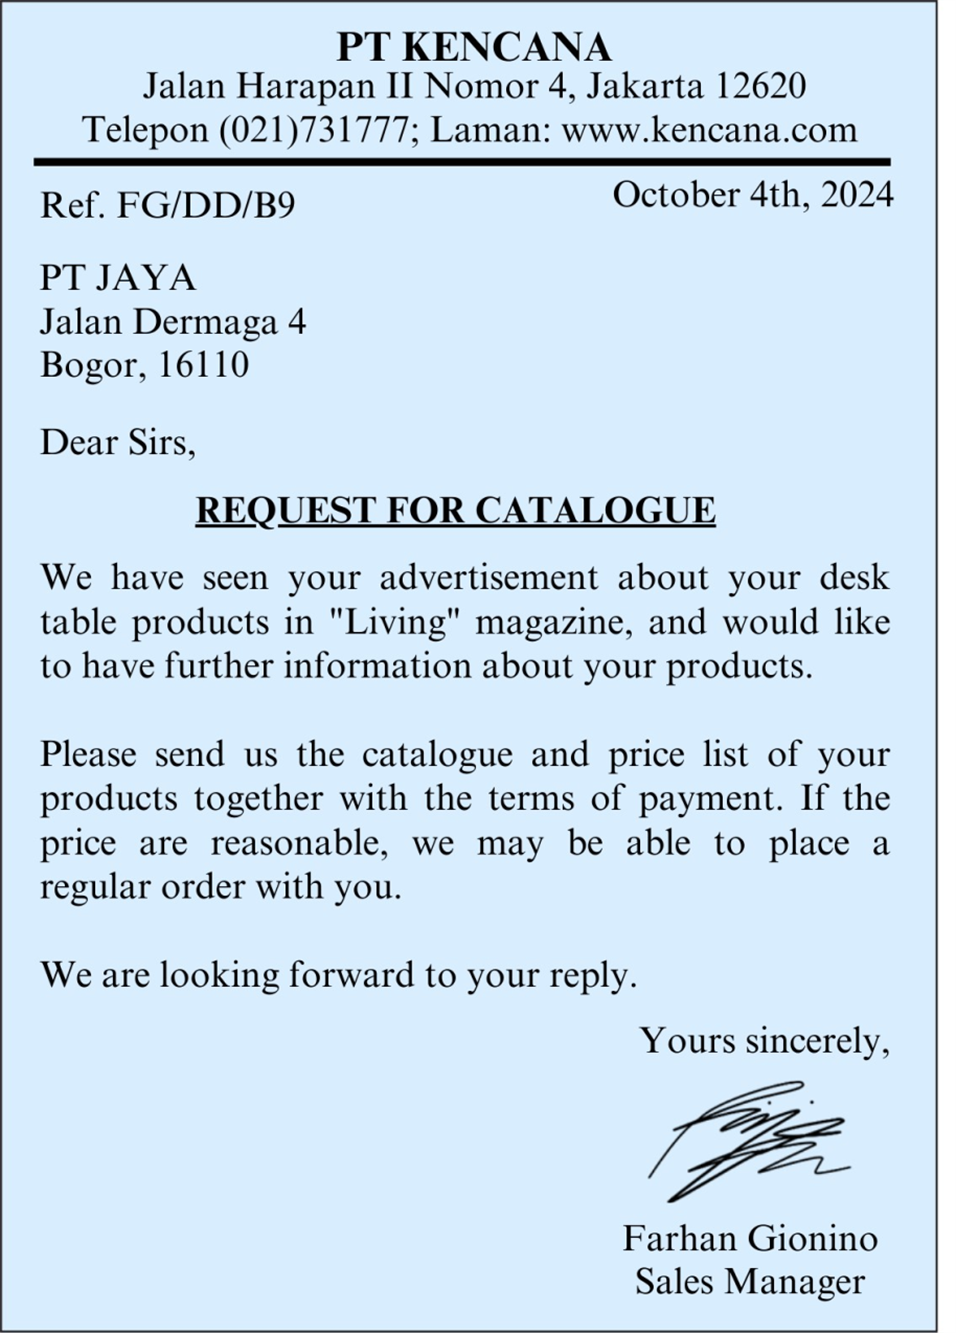 PT KENCANA
Jalan Harapan II Nomor 4, Jakarta 12620
Telepon (021)731777; Laman: www.kencana.com
Ref. FG/DD/B9
October 4th, 2024
PT JAYA
Jalan Dermaga 4
Bogor, 16110
Dear Sirs,
REQUEST FOR CATALOGUE
We have seen your advertisement about your desk
table products in "Living" magazine, and would like
to have further information about your products.
Please send us the catalogue and price list of your
products together with the terms of payment. If the
price are reasonable, we may be able to place a
regular order with you.
We are looking forward to your reply.
Yours sincerely,
Farhan Gionino
Sales Manager